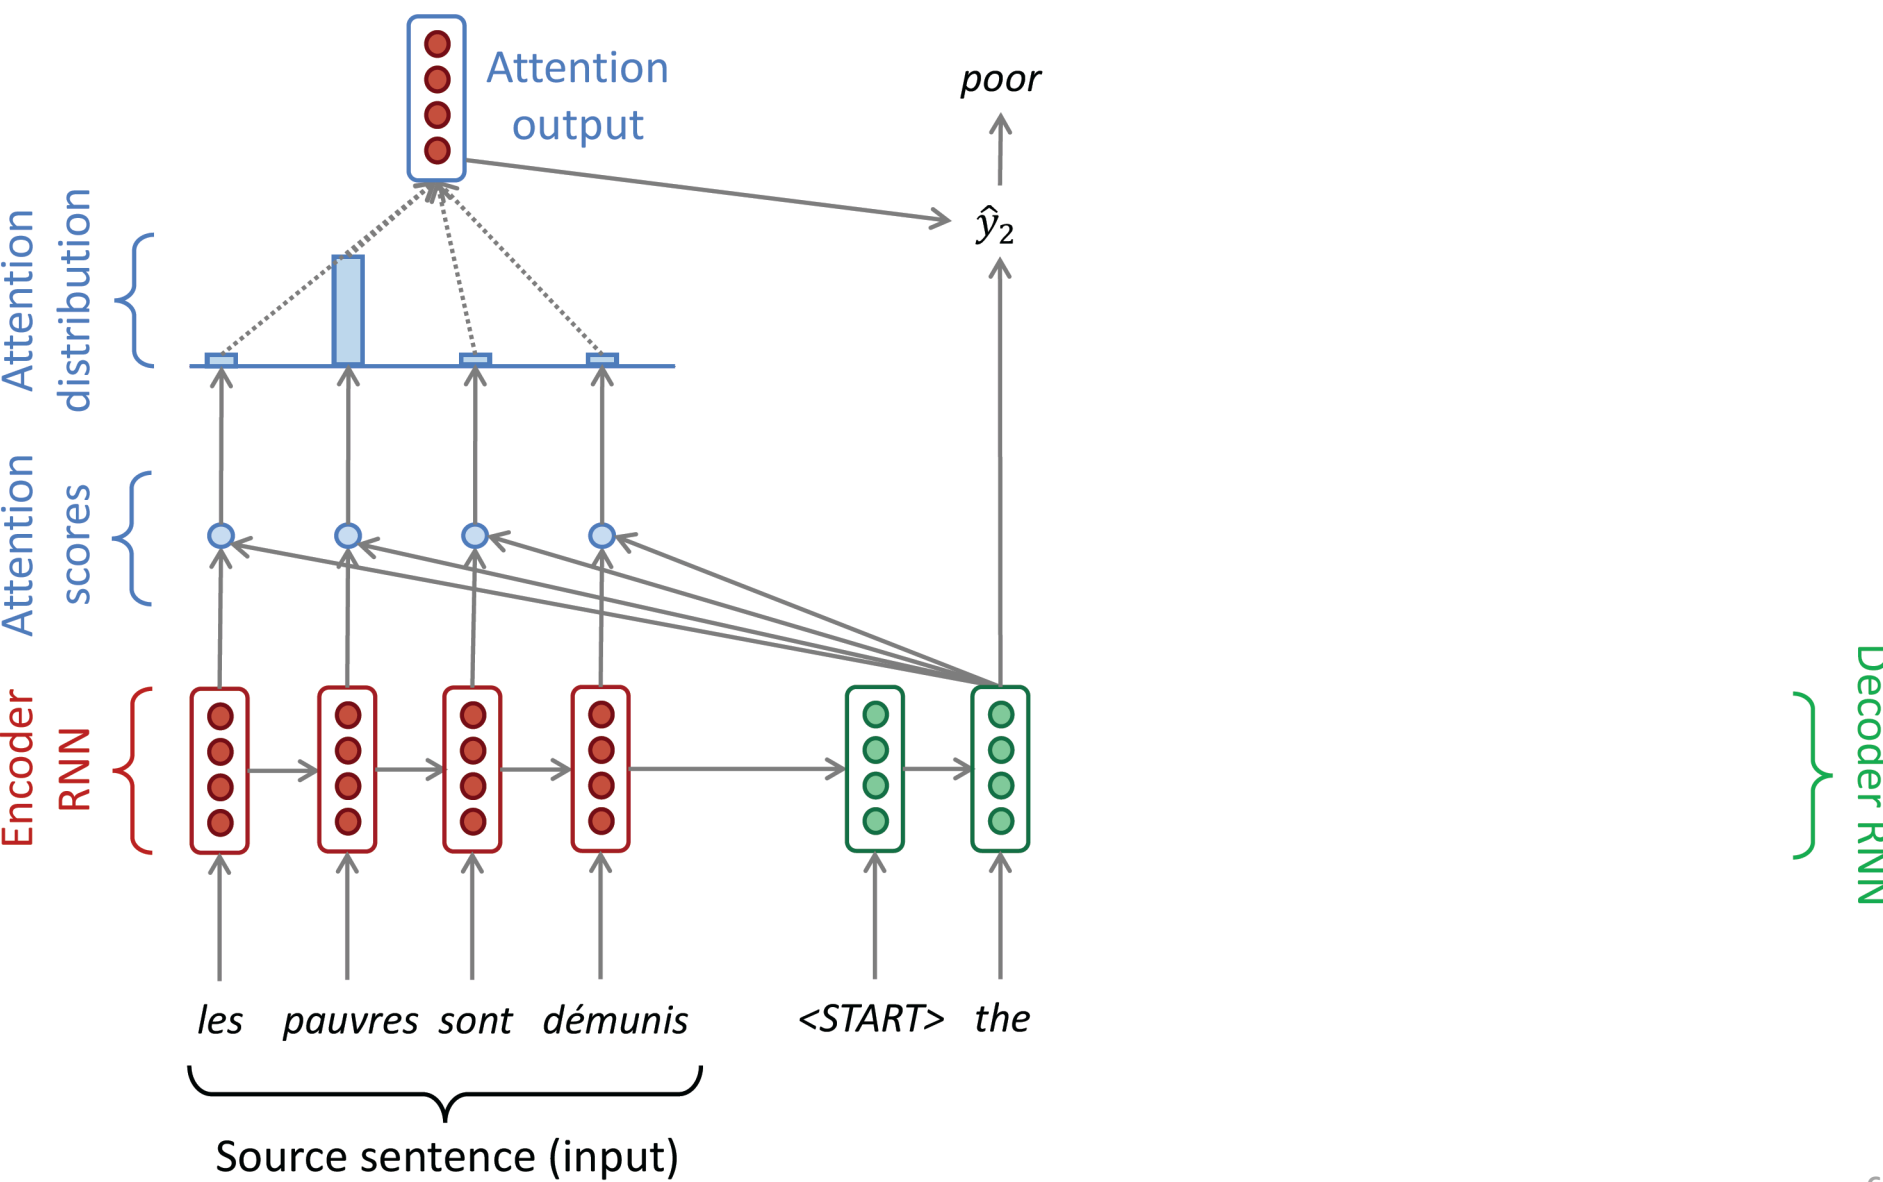 Attention
output
poor
ŷ₂
Attention
distribution
Attention
scores
Encoder
RNN
Decoder RNN
les pauvres sont démunis <START> the
Source sentence (input)